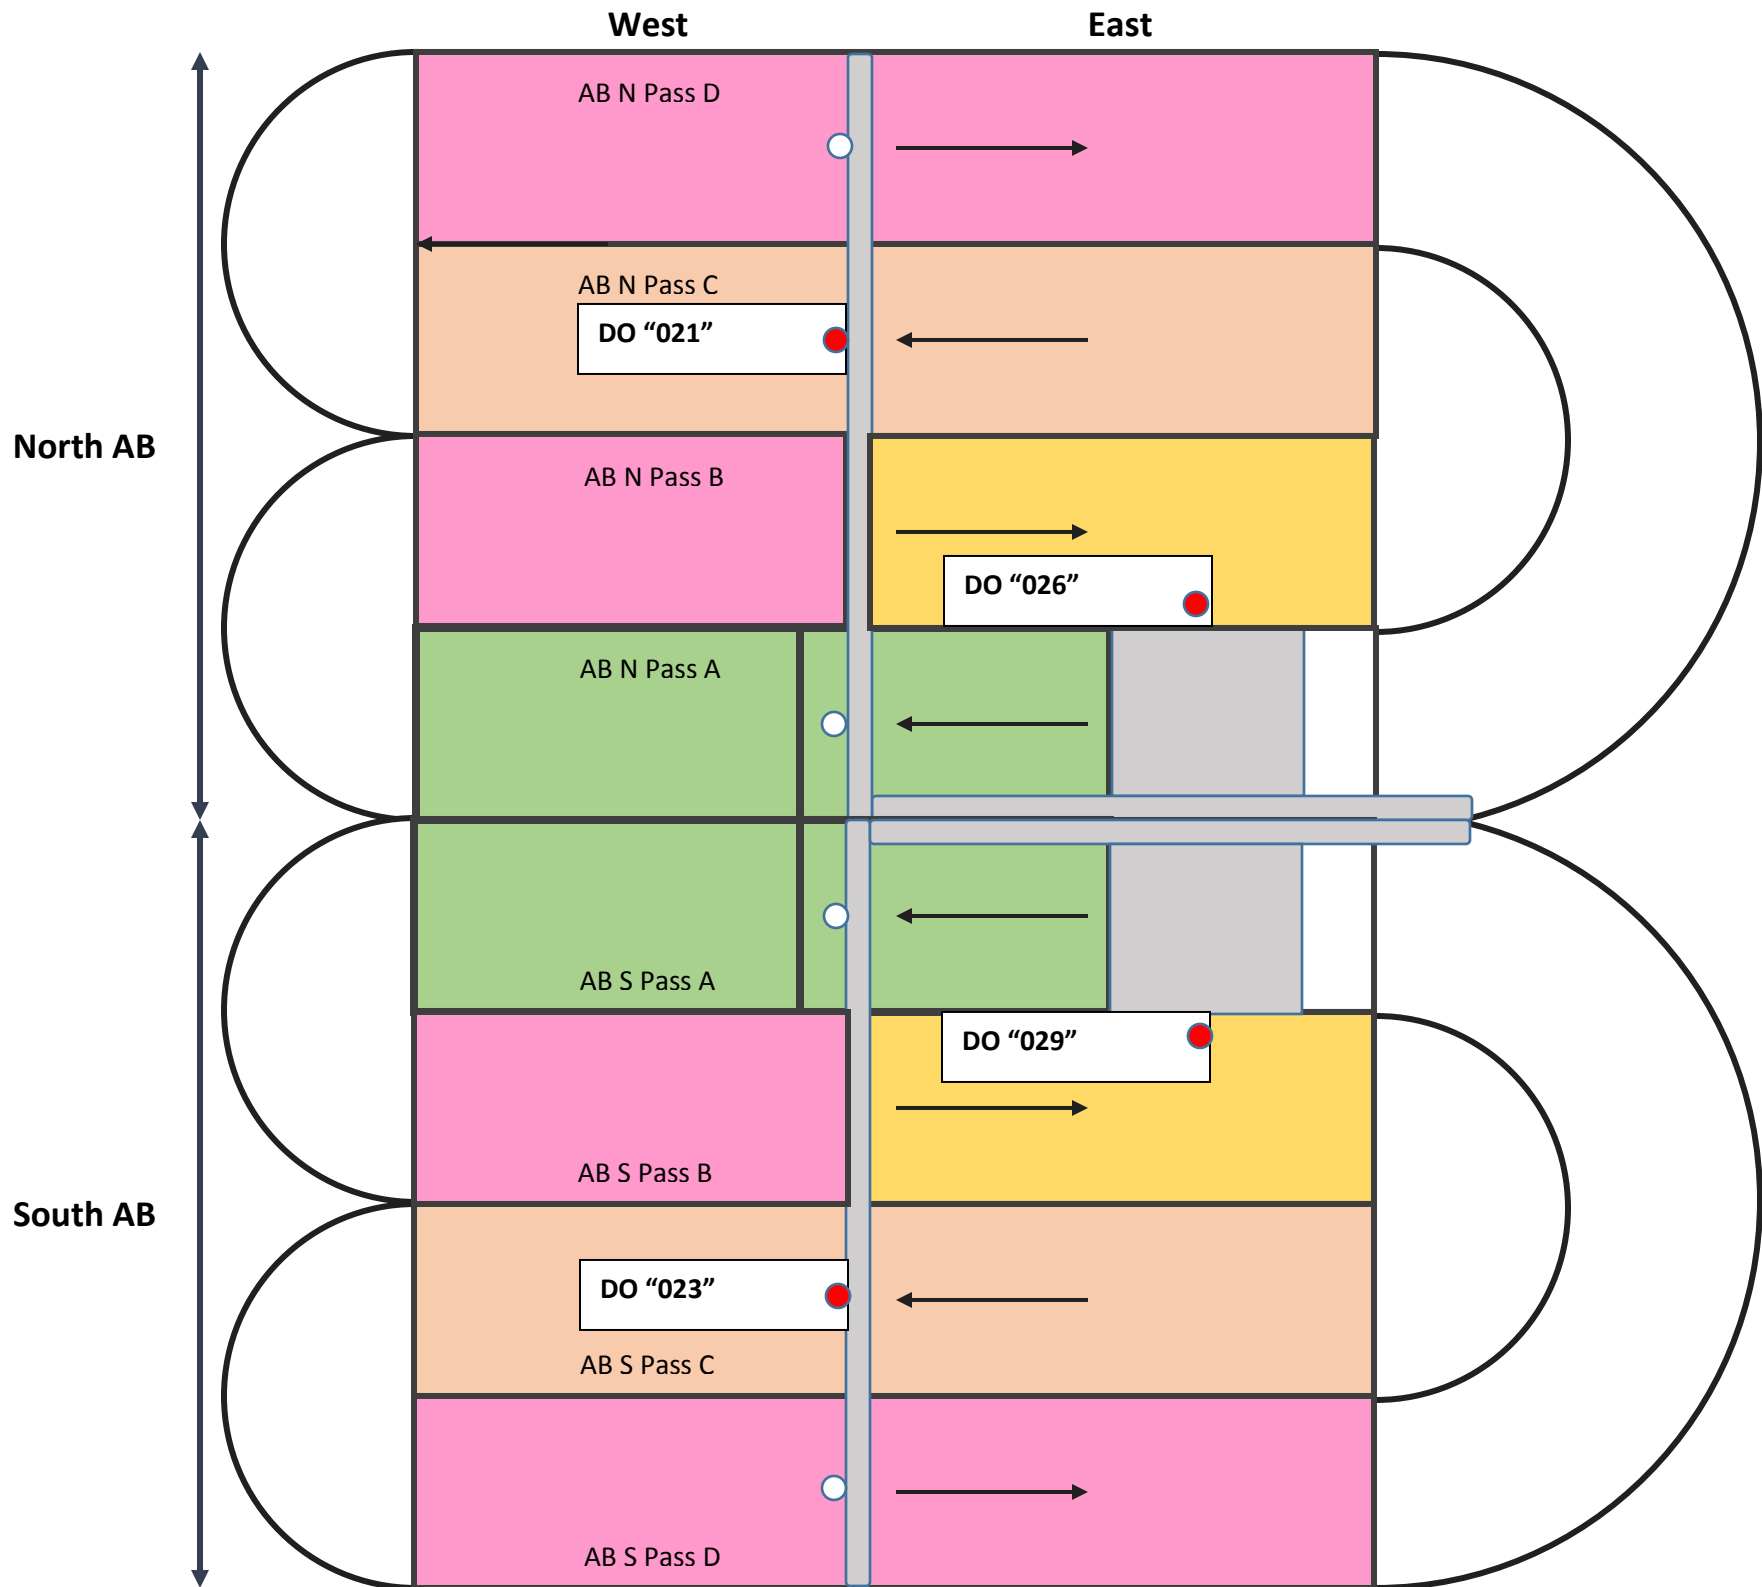 West
East
AB N Pass D
AB N Pass C
DO “021”
North AB
AB N Pass B
DO “026”
AB N Pass A
AB S Pass A
DO “029”
AB S Pass B
South AB
DO “023”
AB S Pass C
AB S Pass D